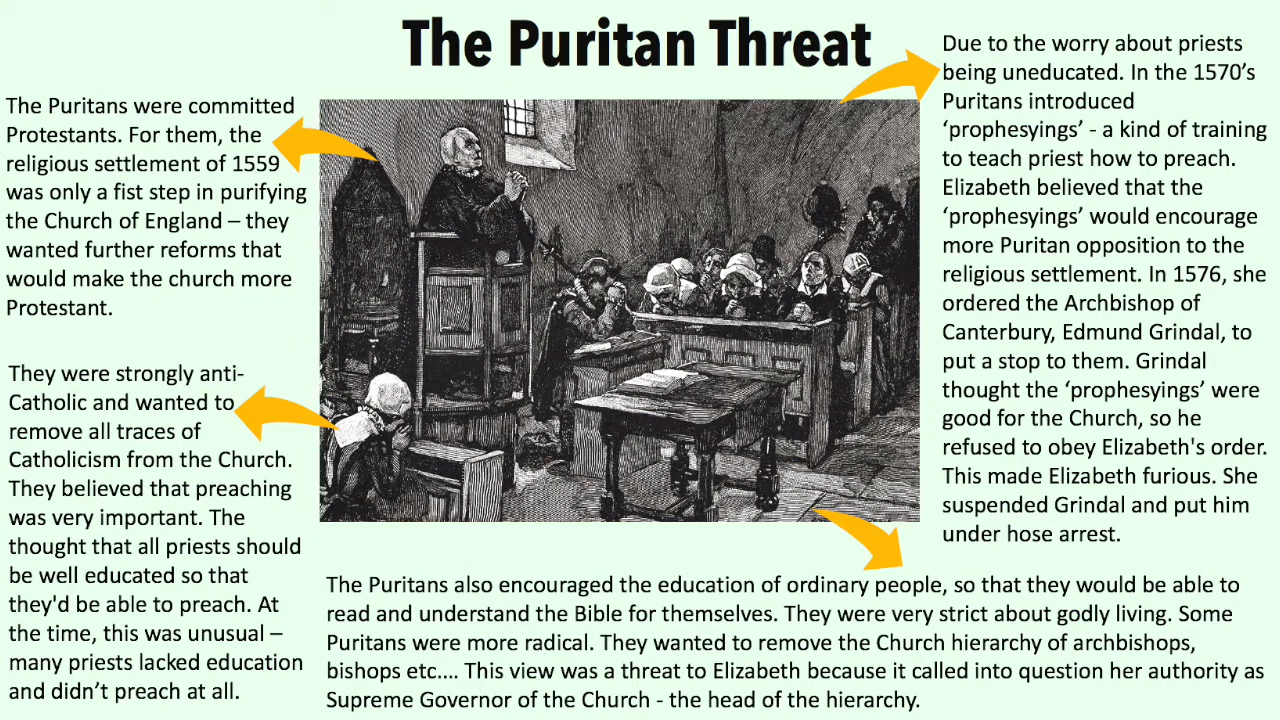 The Puritan Threat
The Puritans were committed
Protestants. For them, the
religious settlement of 1559
was only a fist step in purifying
the Church of England – they
wanted further reforms that
would make the church more
Protestant.
They were strongly anti-
Catholic and wanted to
remove all traces of
Catholicism from the Church.
They believed that preaching
was very important. The
thought that all priests should
be well educated so that
they'd be able to preach. At
the time, this was unusual –
many priests lacked education
and didn’t preach at all.
Due to the worry about priests
being uneducated. In the 1570’s
Puritans introduced
‘prophesyings’ - a kind of training
to teach priest how to preach.
Elizabeth believed that the
‘prophesyings’ would encourage
more Puritan opposition to the
religious settlement. In 1576, she
ordered the Archbishop of
Canterbury, Edmund Grindal, to
put a stop to them. Grindal
thought the ‘prophesyings’ were
good for the Church, so he
refused to obey Elizabeth's order.
This made Elizabeth furious. She
suspended Grindal and put him
under hose arrest.
The Puritans also encouraged the education of ordinary people, so that they would be able to
read and understand the Bible for themselves. They were very strict about godly living. Some
Puritans were more radical. They wanted to remove the Church hierarchy of archbishops,
bishops etc.... This view was a threat to Elizabeth because it called into question her authority as
Supreme Governor of the Church - the head of the hierarchy.